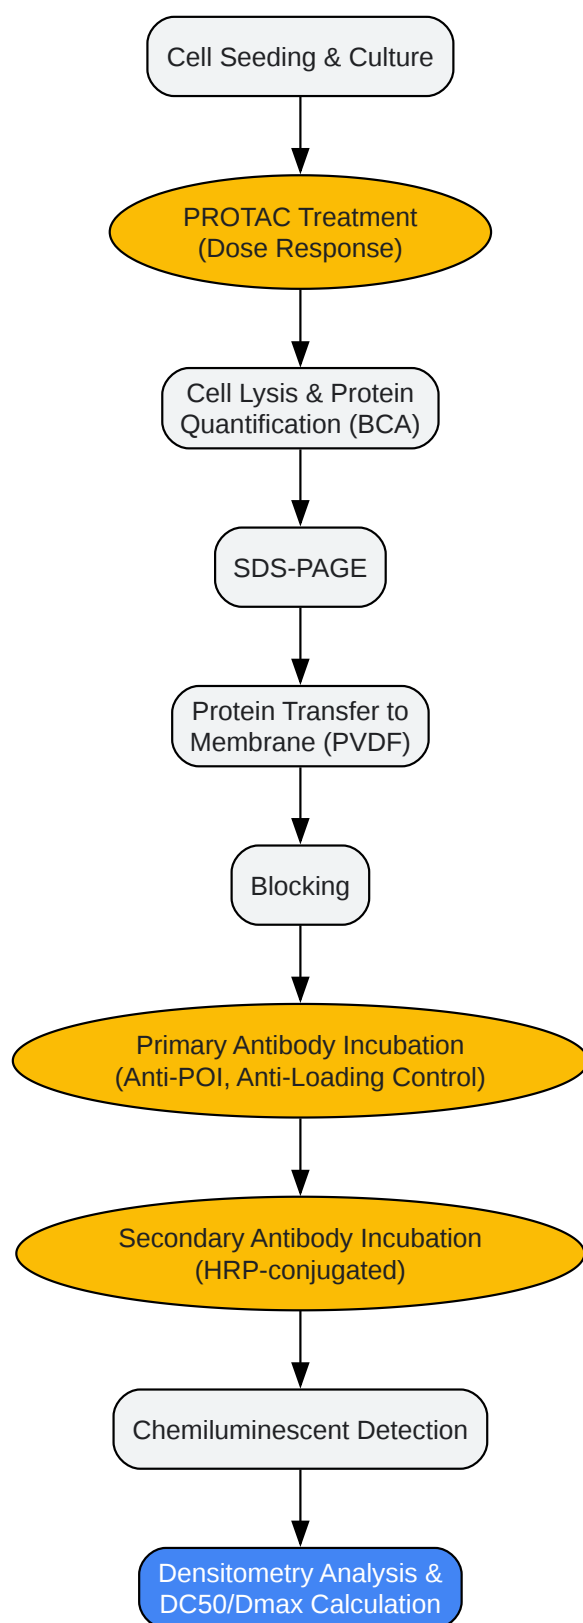 Cell Seeding & Culture
PROTAC Treatment
(Dose Response)
Cell Lysis & Protein
Quantification (BCA)
SDS-PAGE
Protein Transfer to
Membrane (PVDF)
Blocking
Primary Antibody Incubation
(Anti-POI, Anti-Loading Control)
Secondary Antibody Incubation
(HRP-conjugated)
Chemiluminescent Detection
Densitometry Analysis &
DC50/Dmax Calculation